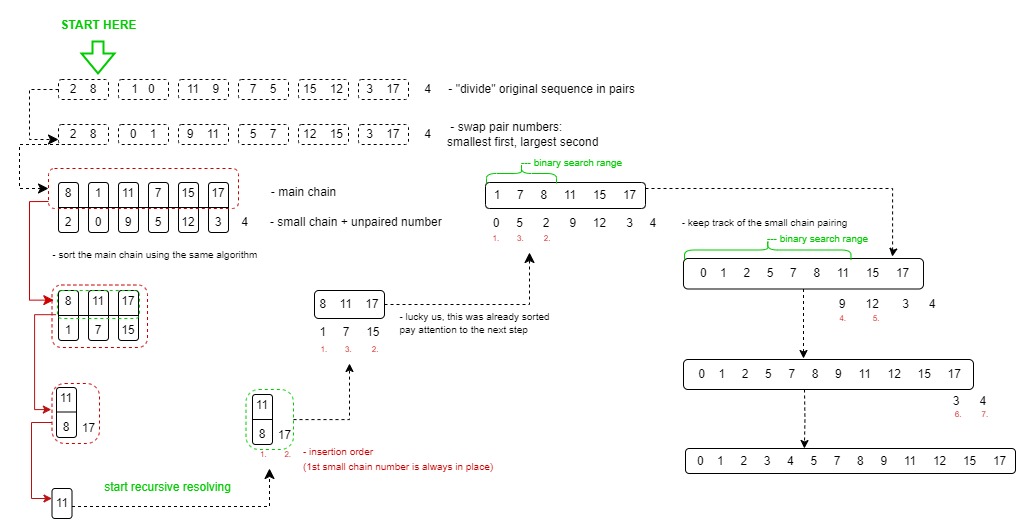 START HERE
2 8 1 0 11 9 7 5 15 12 3 17 4 - "divide" original sequence in pairs
2 8 0 1 9 11 5 7 12 15 3 17 4 - swap pair numbers:
smallest first, largest second
8 1 11 7 15 17 - main chain
2 0 9 5 12 3 4 - small chain + unpaired number
- sort the main chain using the same algorithm
8 11 17
1 7 15
11
8 17
11
start recursive resolving
11
8 17
1. 2. - insertion order
(1st small chain number is always in place)
8 11 17
1 7 15
1. 3. 2.
- lucky us, this was already sorted
pay attention to the next step
--- binary search range
1 7 8 11 15 17
0 5 2 9 12 3 4
1. 3. 2.
- keep track of the small chain pairing
--- binary search range
0 1 2 5 7 8 11 15 17
9 12 3 4
4. 5.
0 1 2 5 7 8 9 11 12 15 17
3 4
6. 7.
0 1 2 3 4 5 7 8 9 11 12 15 17